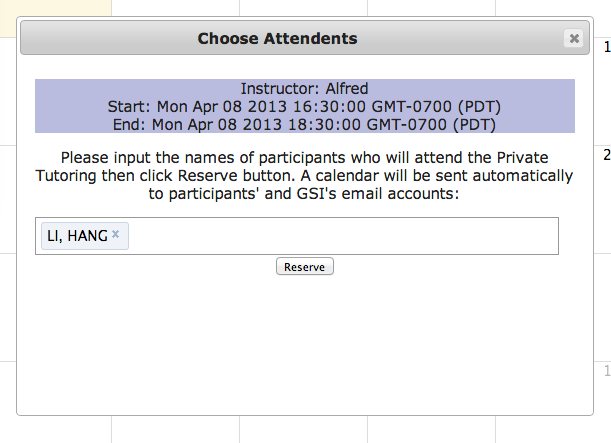 Choose Attendents
Instructor: Alfred
Start: Mon Apr 08 2013 16:30:00 GMT-0700 (PDT)
End: Mon Apr 08 2013 18:30:00 GMT-0700 (PDT)
Please input the names of participants who will attend the Private
Tutoring then click Reserve button. A calendar will be sent automatically
to participants' and GSI's email accounts:
LI, HANG
Reserve
1
2
1